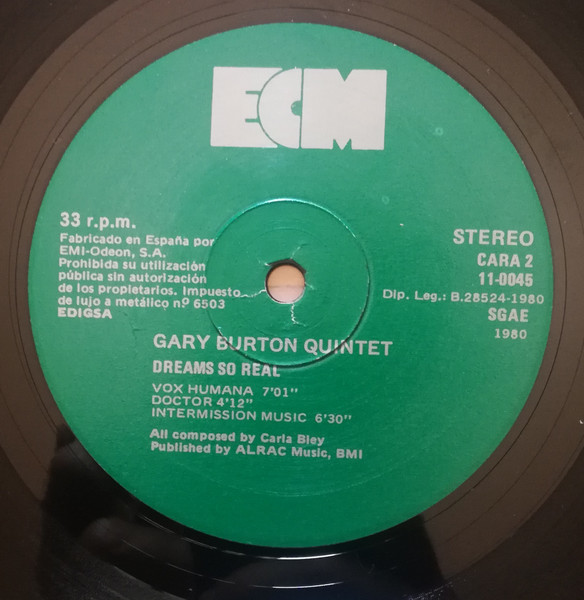 ECM
33 r.p.m.
Fabricado en España por
EMI-Odeon, S.A.
Prohibida su utilización
pública sin autorización
de los propietarios. Impuesto
de lujo a metálico nº 6503
EDIGSA
STEREO
CARA 2
11-0045
Dip. Leg.: B.28524-1980
SGAE
1980
GARY BURTON QUINTET
DREAMS SO REAL
VOX HUMANA 7'01"
DOCTOR 4'12"
INTERMISSION MUSIC 6'30"
All composed by Carla Bley
Published by ALRAC Music, BMI